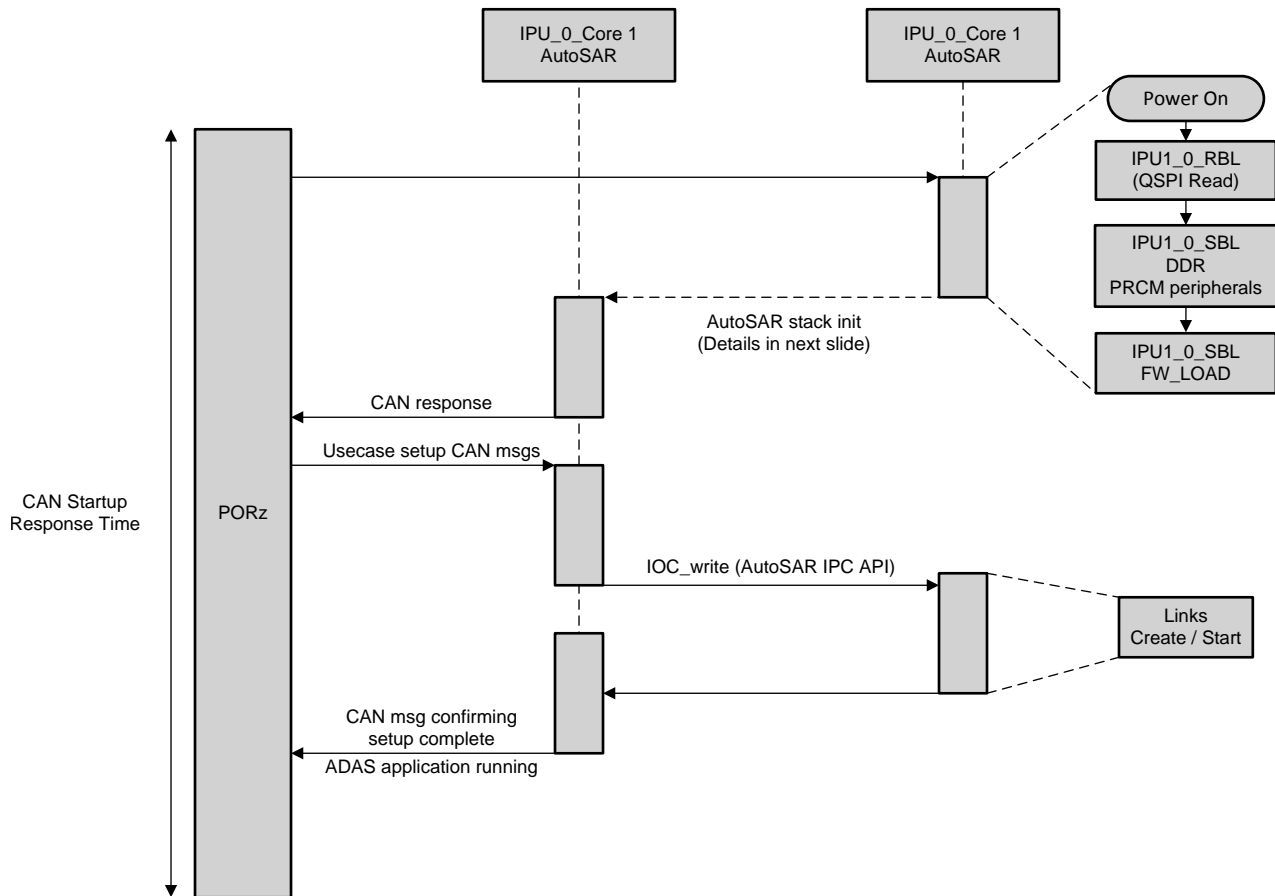 IPU_0_Core 1
AutoSAR
IPU_0_Core 1
AutoSAR
Power On
IPU1_0_RBL
(QSPI Read)
IPU1_0_SBL
DDR
PRCM peripherals
IPU1_0_SBL
FW_LOAD
AutoSAR stack init
(Details in next slide)
CAN response
Usecase setup CAN msgs
CAN Startup
Response Time
PORz
IOC_write (AutoSAR IPC API)
Links
Create / Start
CAN msg confirming
setup complete
ADAS application running